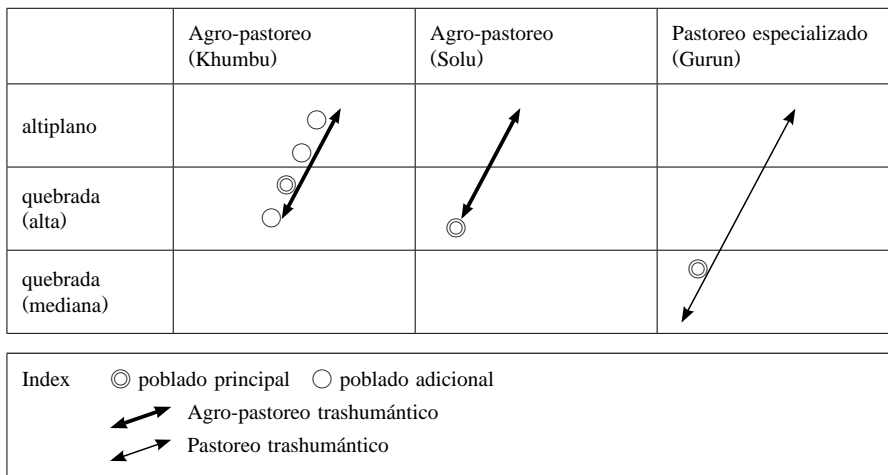 Agro-pastoreo
(Khumbu)
Agro-pastoreo
(Solu)
Pastoreo especializado
(Gurun)
altiplano
quebrada
(alta)
quebrada
(mediana)
Index poblado principal poblado adicional
Agro-pastoreo trashumántico
Pastoreo trashumántico